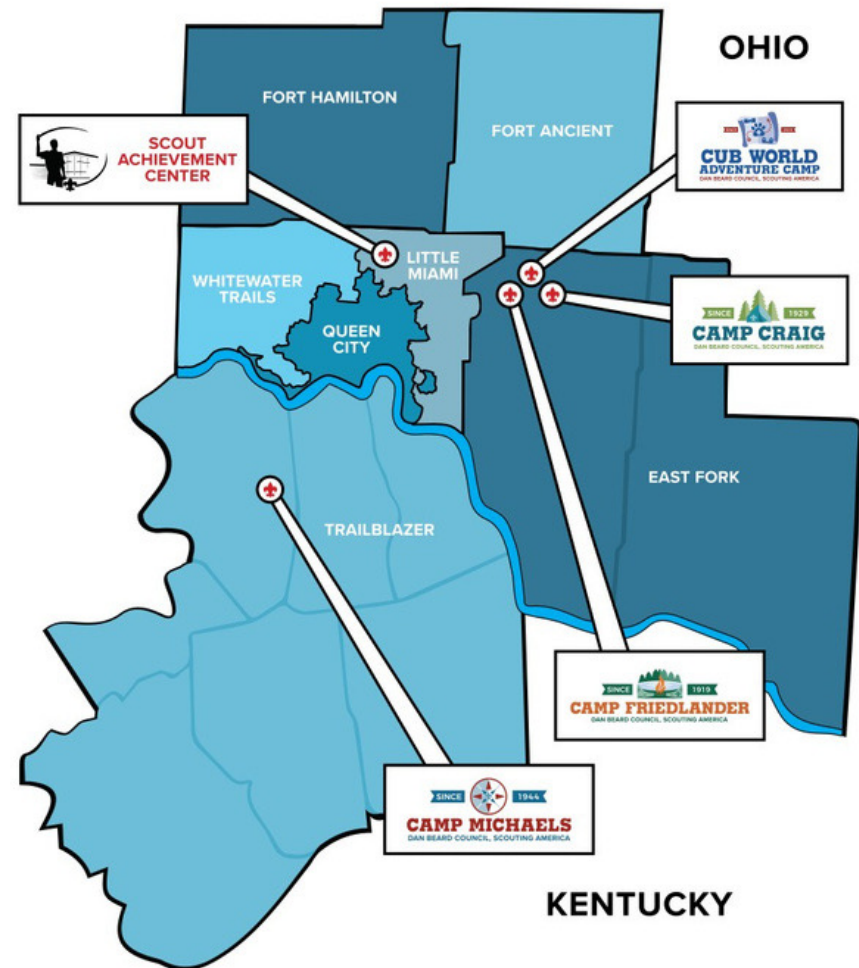 OHIO
FORT HAMILTON
FORT ANCIENT
SCOUT
ACHIEVEMENT
CENTER
CUB WORLD
ADVENTURE CAMP
DAN BEARD COUNCIL, SCOUTING AMERICA
WHITEWATER
TRAILS
LITTLE
MIAMI
QUEEN
CITY
SINCE 1929
CAMP CRAIG
DAN BEARD COUNCIL, SCOUTING AMERICA
EAST FORK
TRAILBLAZER
SINCE 1919
CAMP FRIEDLANDER
DAN BEARD COUNCIL, SCOUTING AMERICA
SINCE 1944
CAMP MICHAELS
DAN BEARD COUNCIL, SCOUTING AMERICA
KENTUCKY